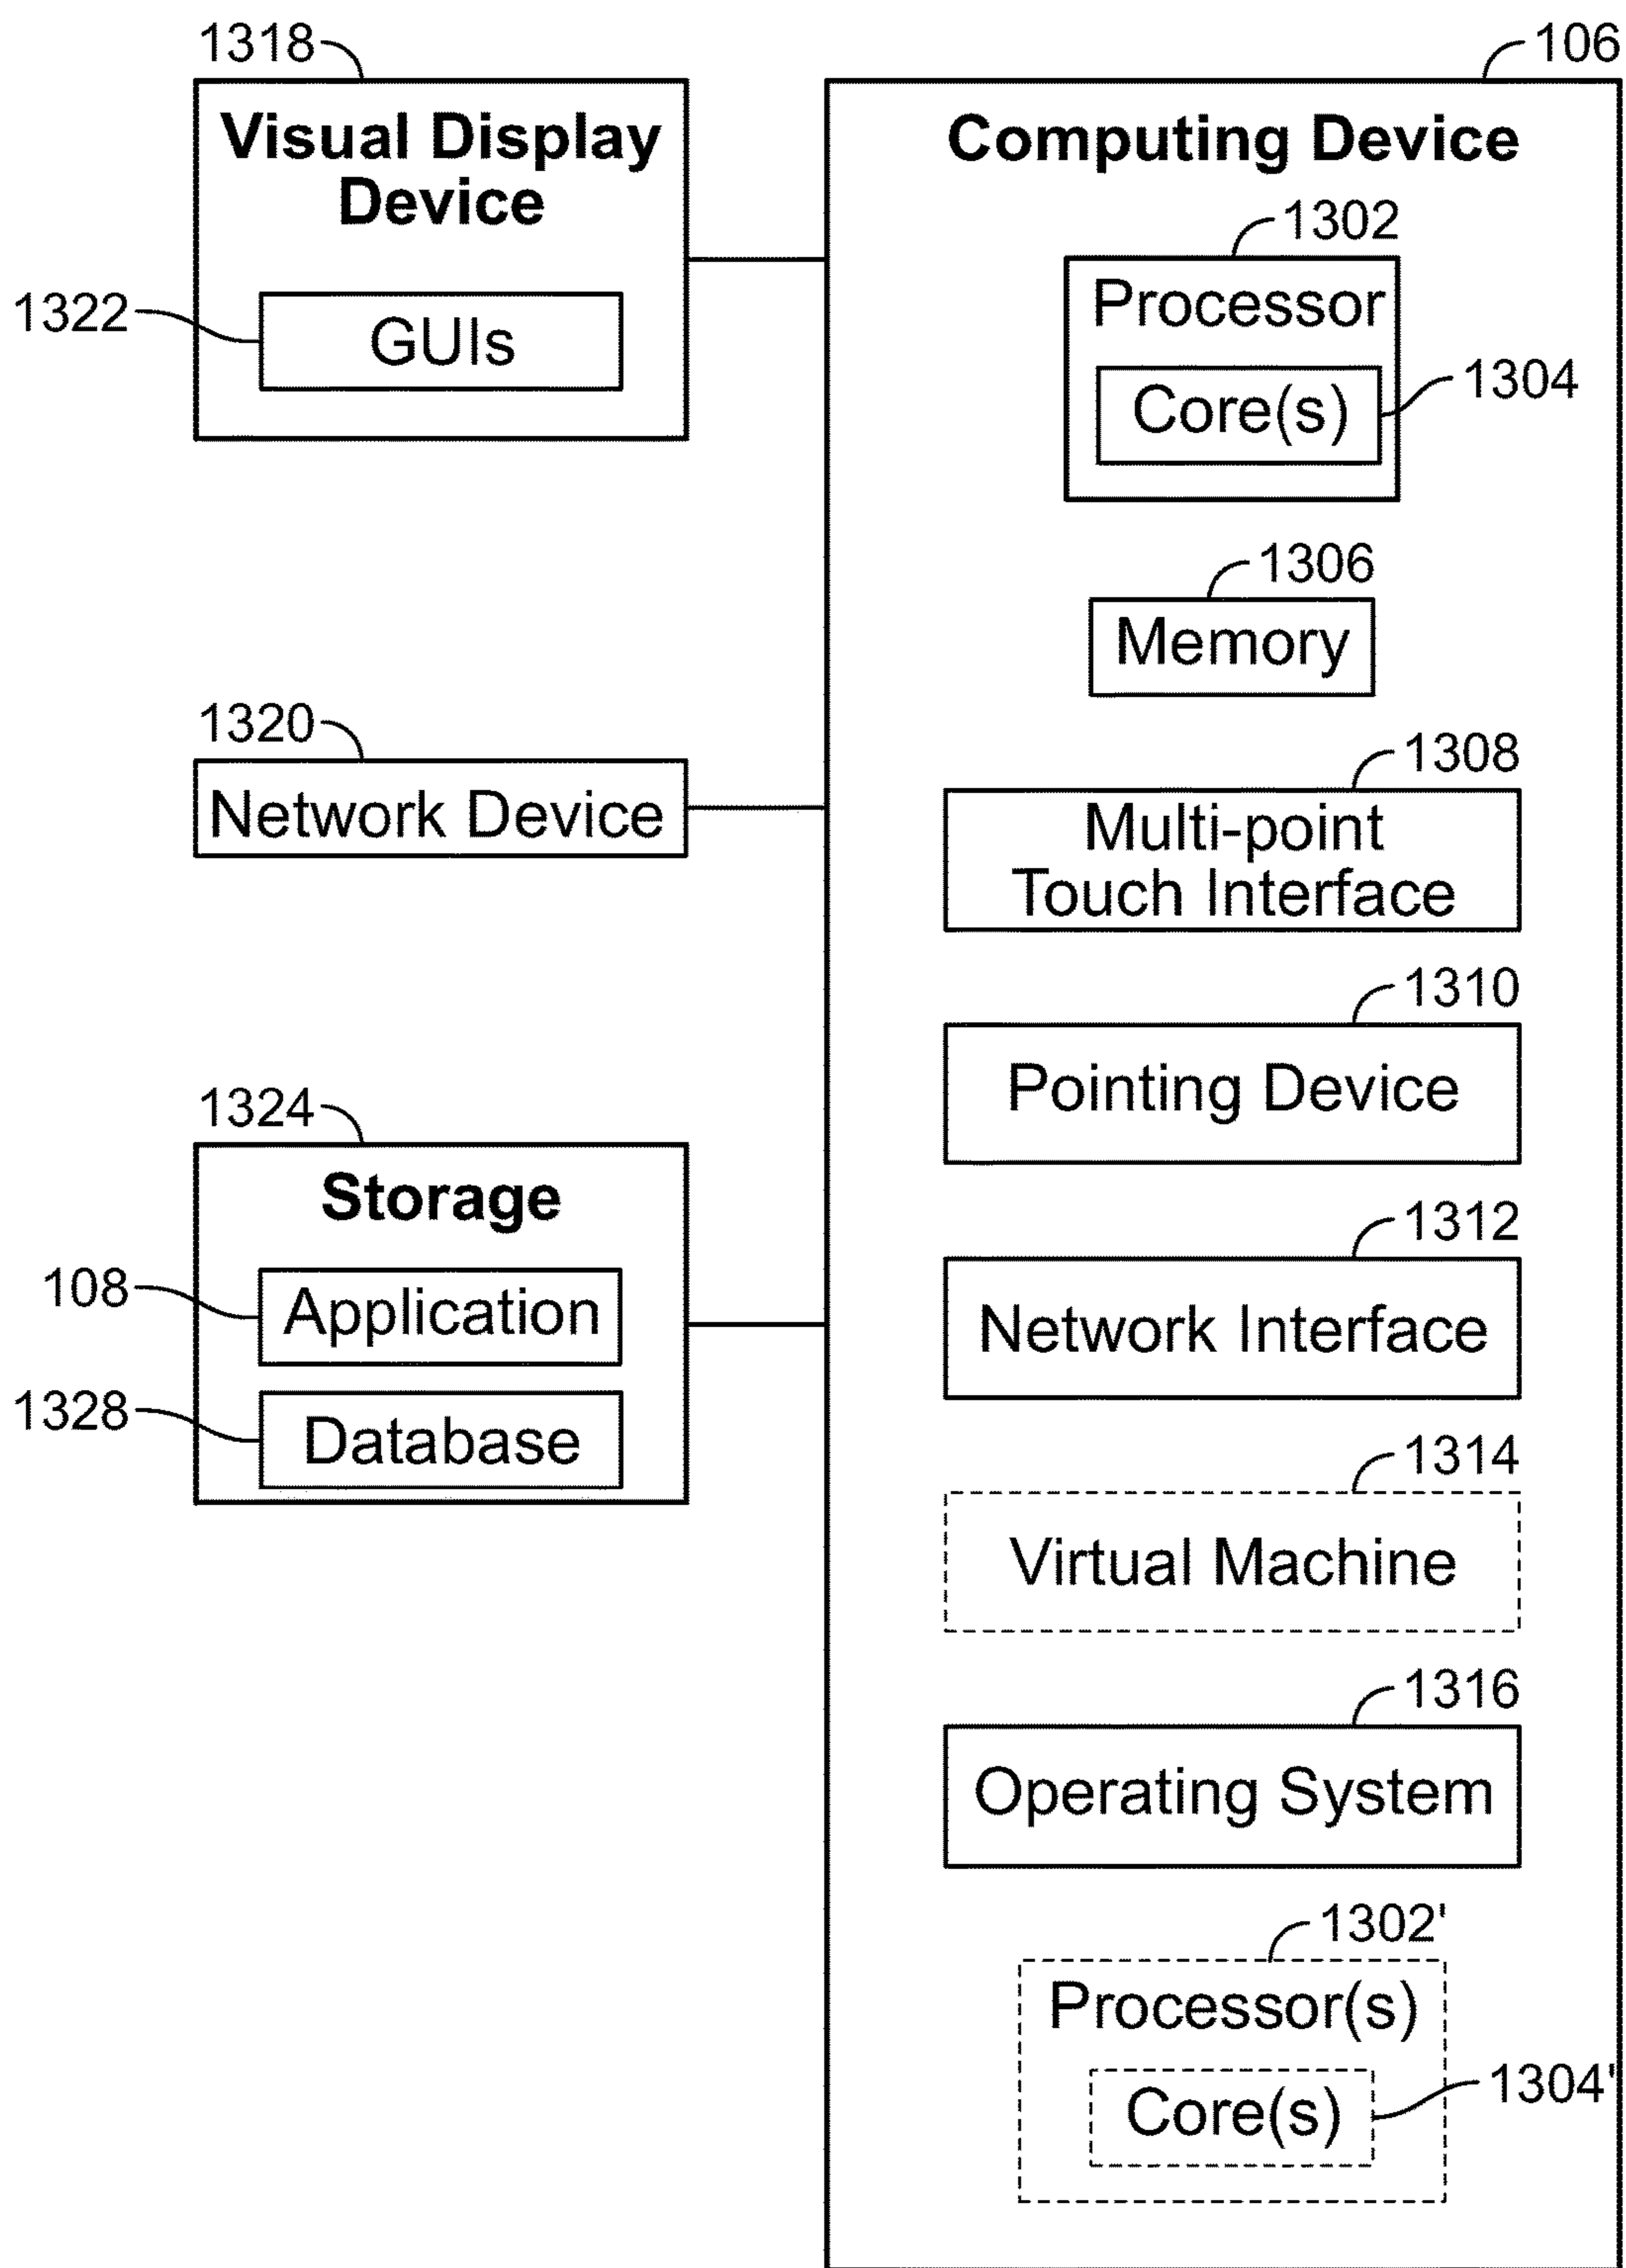 1318
Visual Display
Device
1322
GUIs
1320
Network Device
1324
Storage
108
Application
1328
Database
106
Computing Device
1302
Processor
1304
Core(s)
1306
Memory
1308
Multi-point
Touch Interface
1310
Pointing Device
1312
Network Interface
1314
Virtual Machine
1316
Operating System
1302'
Processor(s)
1304'
Core(s)